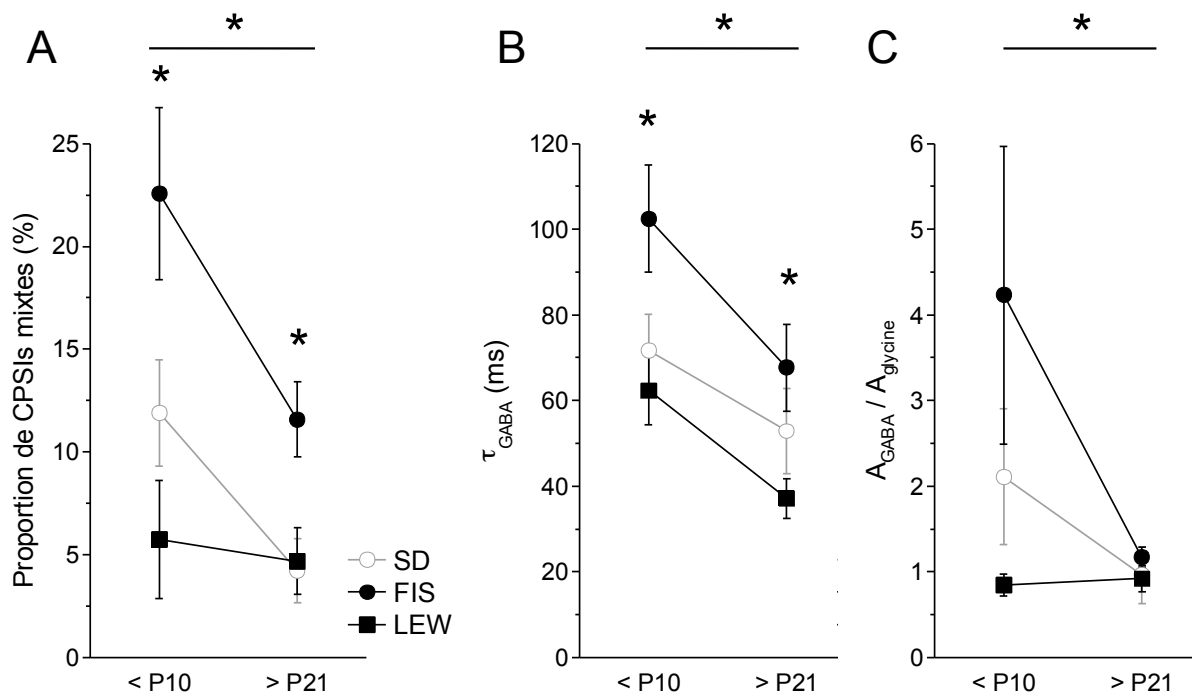 A
*
*
*
Proportion de CPSIs mixtes (%)
25
20
15
10
5
0
< P10
> P21
SD
FIS
LEW
B
*
*
*
τGABA (ms)
120
100
80
60
40
20
0
< P10
> P21
C
*
AGABA / Aglycine
6
5
4
3
2
1
0
< P10
> P21